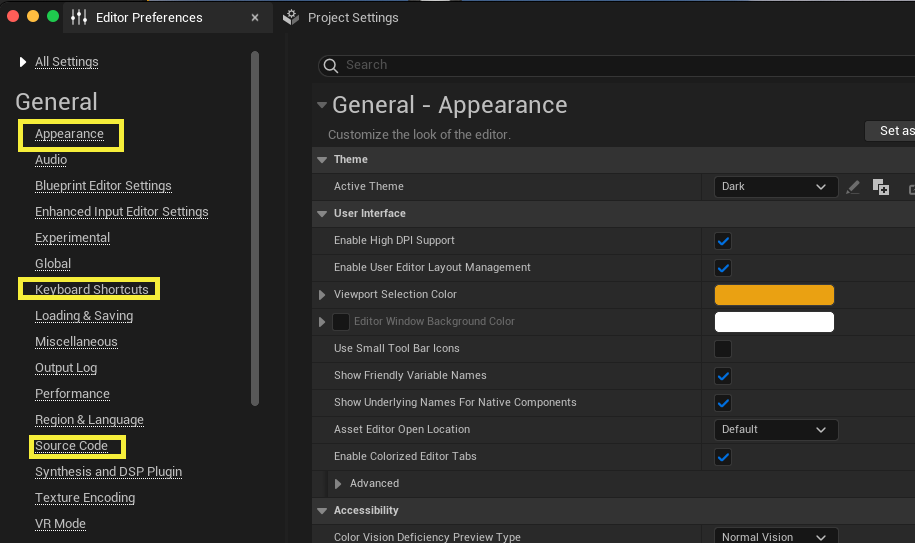 Editor Preferences
Project Settings
All Settings
General
Appearance
Audio
Blueprint Editor Settings
Enhanced Input Editor Settings
Experimental
Global
Keyboard Shortcuts
Loading & Saving
Miscellaneous
Output Log
Performance
Region & Language
Source Code
Synthesis and DSP Plugin
Texture Encoding
VR Mode
Search
General - Appearance
Customize the look of the editor.
Set as
Theme
Active Theme Dark
User Interface
Enable High DPI Support
Enable User Editor Layout Management
Viewport Selection Color
Editor Window Background Color
Use Small Tool Bar Icons
Show Friendly Variable Names
Show Underlying Names For Native Components
Asset Editor Open Location Default
Enable Colorized Editor Tabs
Advanced
Accessibility
Color Vision Deficiency Preview Type Normal Vision